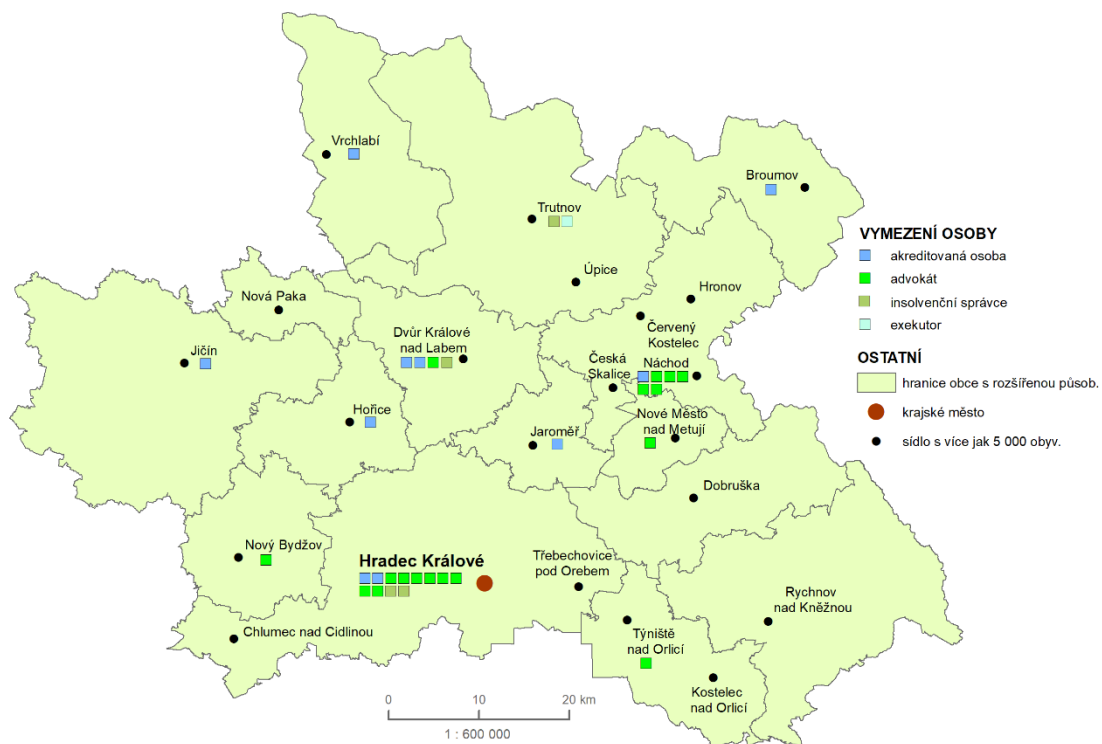 Vrchlabí
Broumov
Trutnov
Úpice
Hronov
Nová Paka
Červený
Kostelec
Dvůr Králové
nad Labem
Jičín
Česká
Skalice
Náchod
Hořice
Nové Město
nad Metují
Jaroměř
Dobruška
Nový Bydžov
Hradec Králové
Třebechovice
pod Orebem
Rychnov
nad Kněžnou
Chlumec nad Cidlinou
Týniště
nad Orlicí
Kostelec
nad Orlicí
VYMEZENÍ OSOBY
akreditovaná osoba
advokát
insolvenční správce
exekutor
OSTATNÍ
hranice obce s rozšířenou působ.
krajské město
sídlo s více jak 5 000 obyv.
0 10 20 km
1 : 600 000